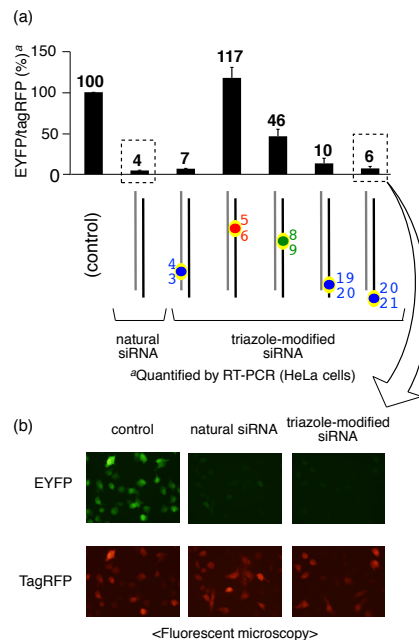 (a)
EYFP/tagRFP (%)a
150
100
50
0
100
4
7
117
46
10
6
(control)
4
3
5
6
8
9
19
20
20
21
natural
siRNA
triazole-modified
siRNA
aQuantified by RT-PCR (HeLa cells)
(b)
control
natural siRNA
triazole-modified
siRNA
EYFP
TagRFP
<Fluorescent microscopy>